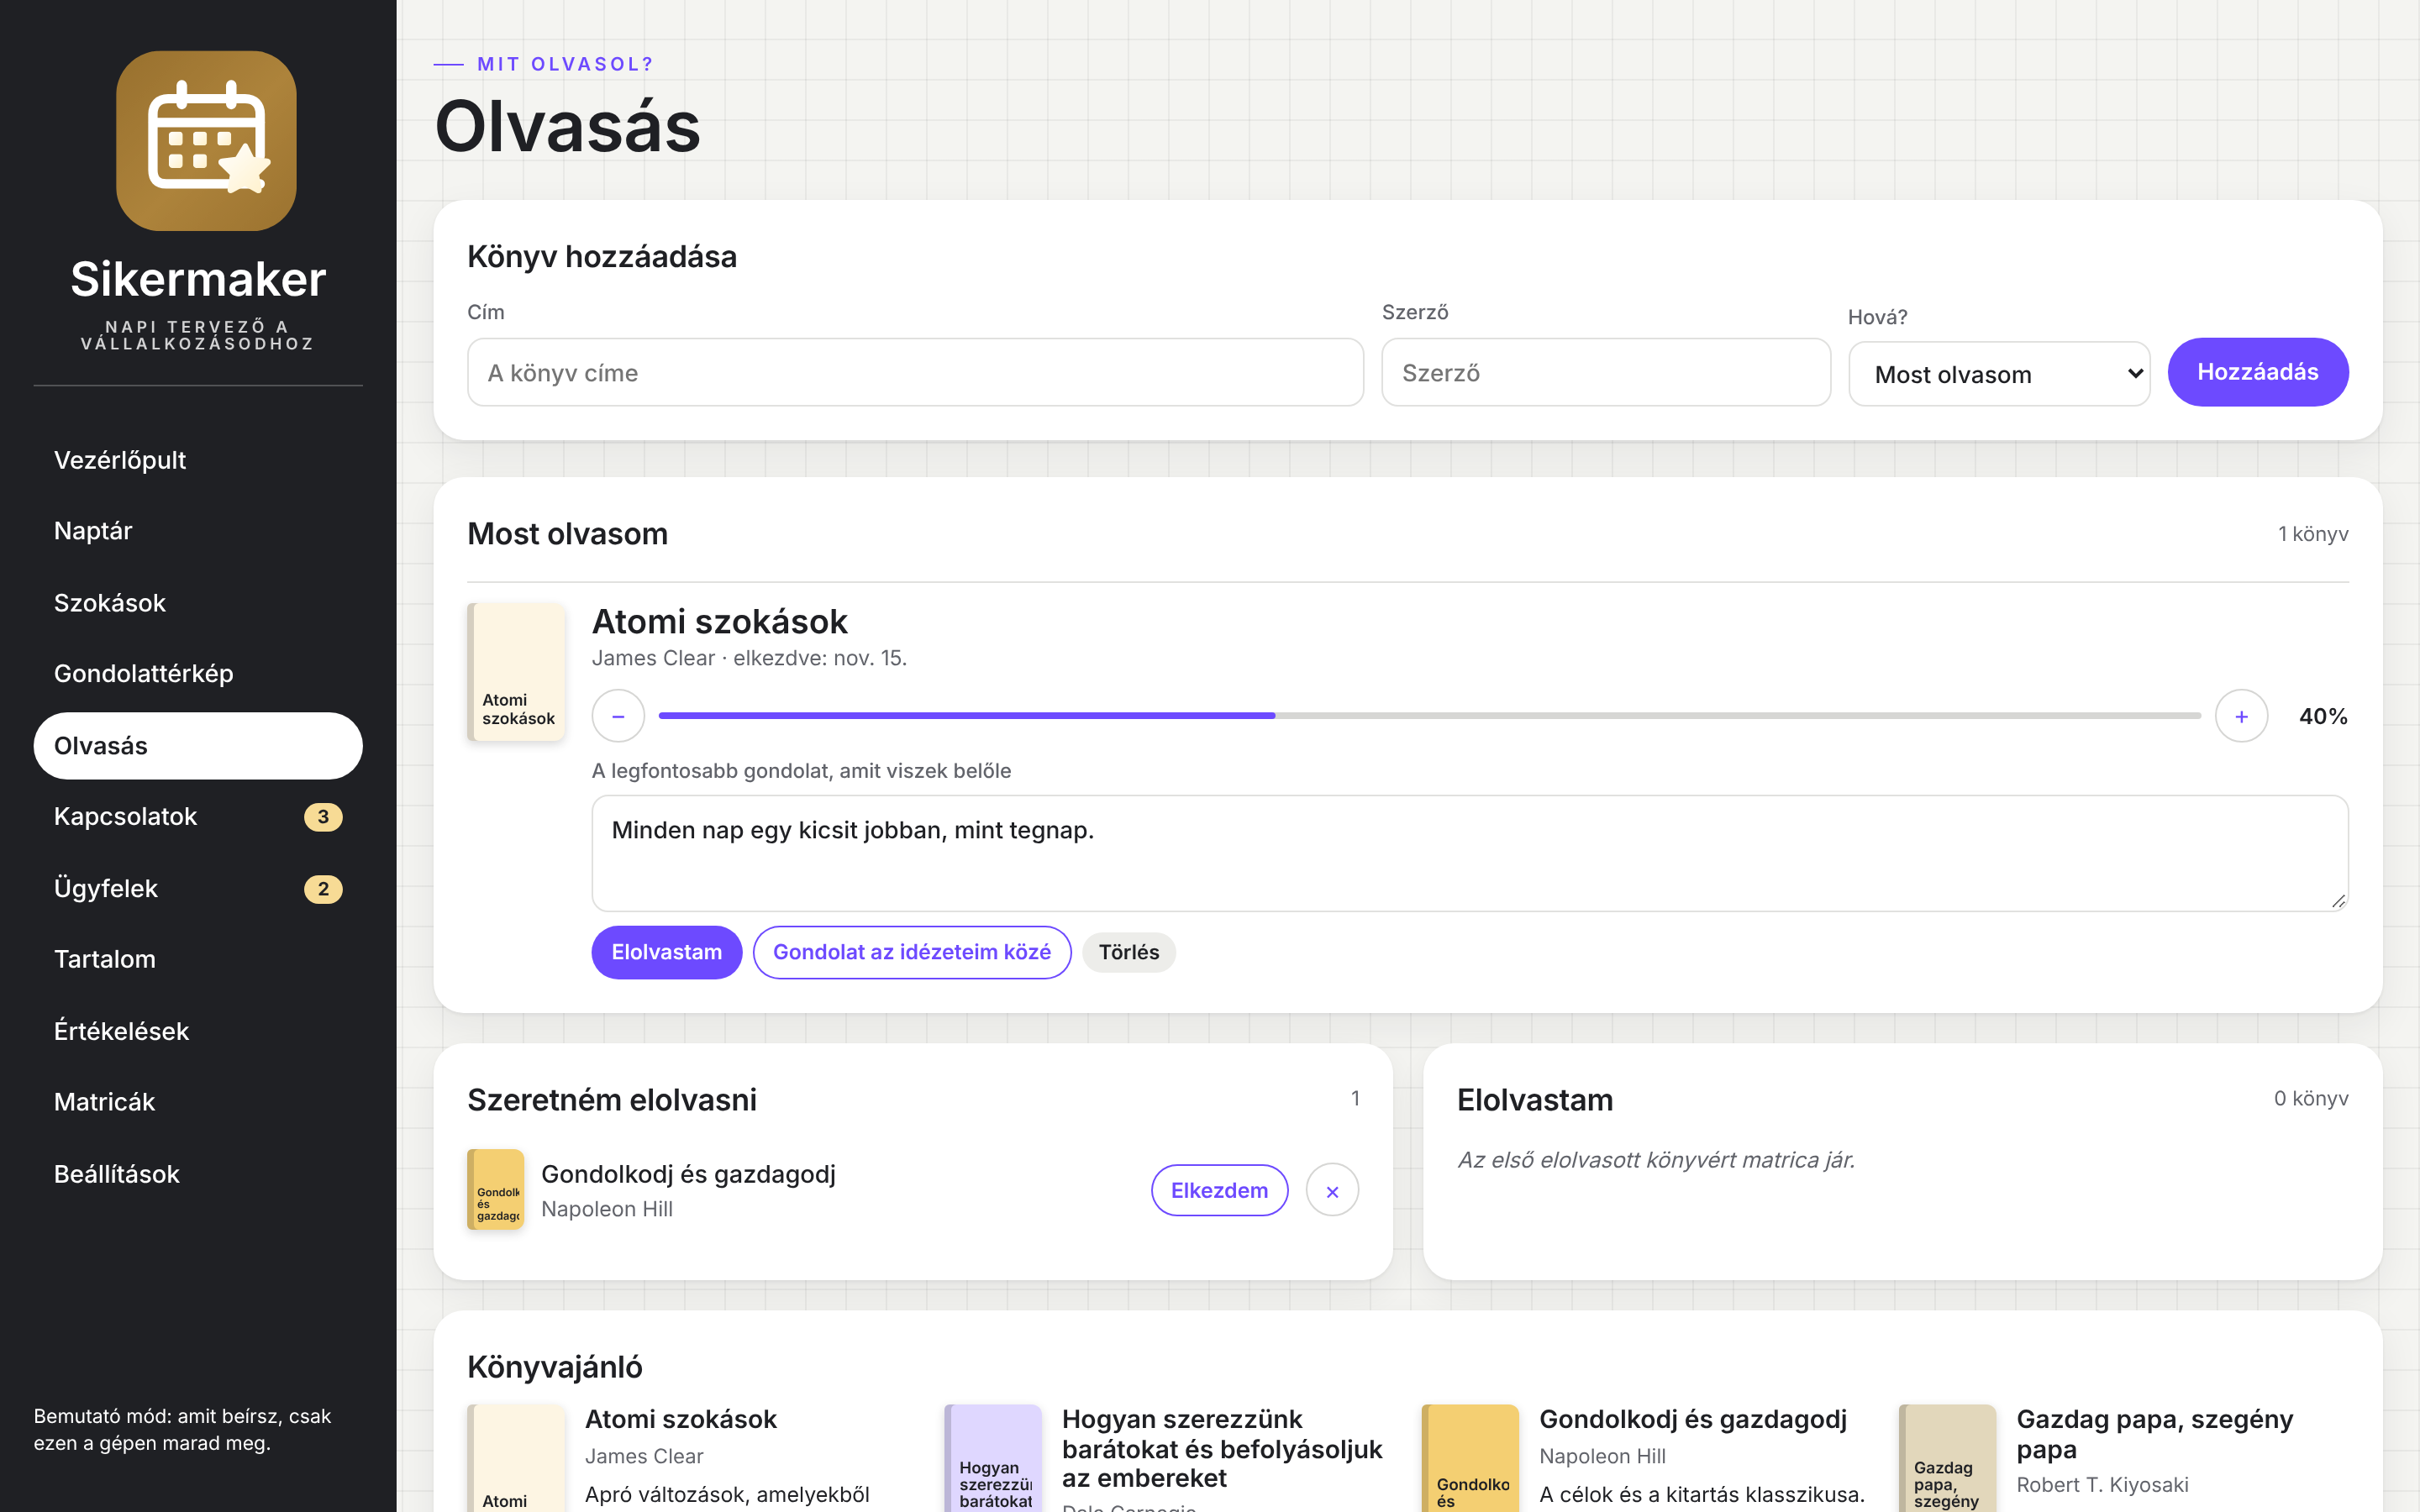 Sikermaker
NAPI TERVEZŐ A
VÁLLALKOZÁSODHOZ
Vezérlőpult
Naptár
Szokások
Gondolattérkép
Olvasás
Kapcsolatok 3
Ügyfelek 2
Tartalom
Értékelések
Matricák
Beállítások
Bemutató mód: amit beírsz, csak
ezen a gépen marad meg.
MIT OLVASOL?
Olvasás
Könyv hozzáadása
Cím
Szerző
Hová?
A könyv címe
Szerző
Most olvasom
Hozzáadás
Most olvasom
1 könyv
Atomi
szokások
Atomi szokások
James Clear · elkezdve: nov. 15.
−
+
40%
A legfontosabb gondolat, amit viszek belőle
Minden nap egy kicsit jobban, mint tegnap.
Elolvastam
Gondolat az idézeteim közé
Törlés
Szeretném elolvasni
1
és
Gondolkodj és gazdagodj
Napoleon Hill
Elkezdem
×
Elolvastam
0 könyv
Az első elolvasott könyvért matrica jár.
Könyvajánló
Atomi
Atomi szokások
James Clear
Apró változások, amelyekből
Hogyan
Hogyan szerezzünk
barátokat és befolyásoljuk
az embereket
Gondolkodj és gazdagodj
Napoleon Hill
A célok és a kitartás klasszikusa.
és
Gazdag
papa,
szegény
Gazdag papa, szegény
papa
Robert T. Kiyosaki